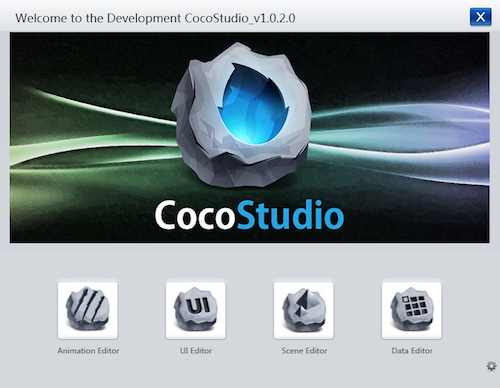 Welcome to the Development CocoStudio_v1.0.2.0
CocoStudio
UI
Animation Editor
UI Editor
Scene Editor
Data Editor